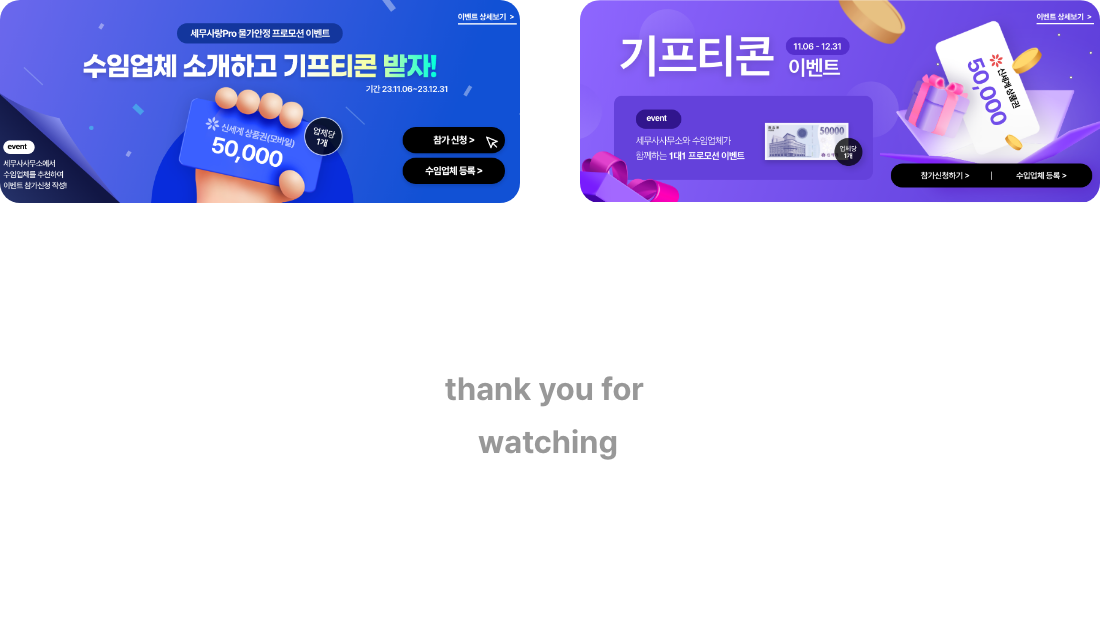 이벤트 상세보기 >
세무사랑Pro 물가안정 프로모션 이벤트
수임업체 소개하고 기프티콘 받자!
기간 23.11.06~23.12.31
신세계 상품권(모바일)
50,000
업체당
1개
event
세무사사무소에서
수임업체를 추천하여
이벤트 참가신청 작성!
참가 신청 >
수임업체 등록 >
이벤트 상세보기 >
기프티콘
11.06 - 12.31
이벤트
event
세무사사무소와 수임업체가
함께하는 1대1 프로모션 이벤트
50000
업체당
1개
신세계 상품권
50,000
참가신청하기 >
수입업체 등록 >
thank you for
watching